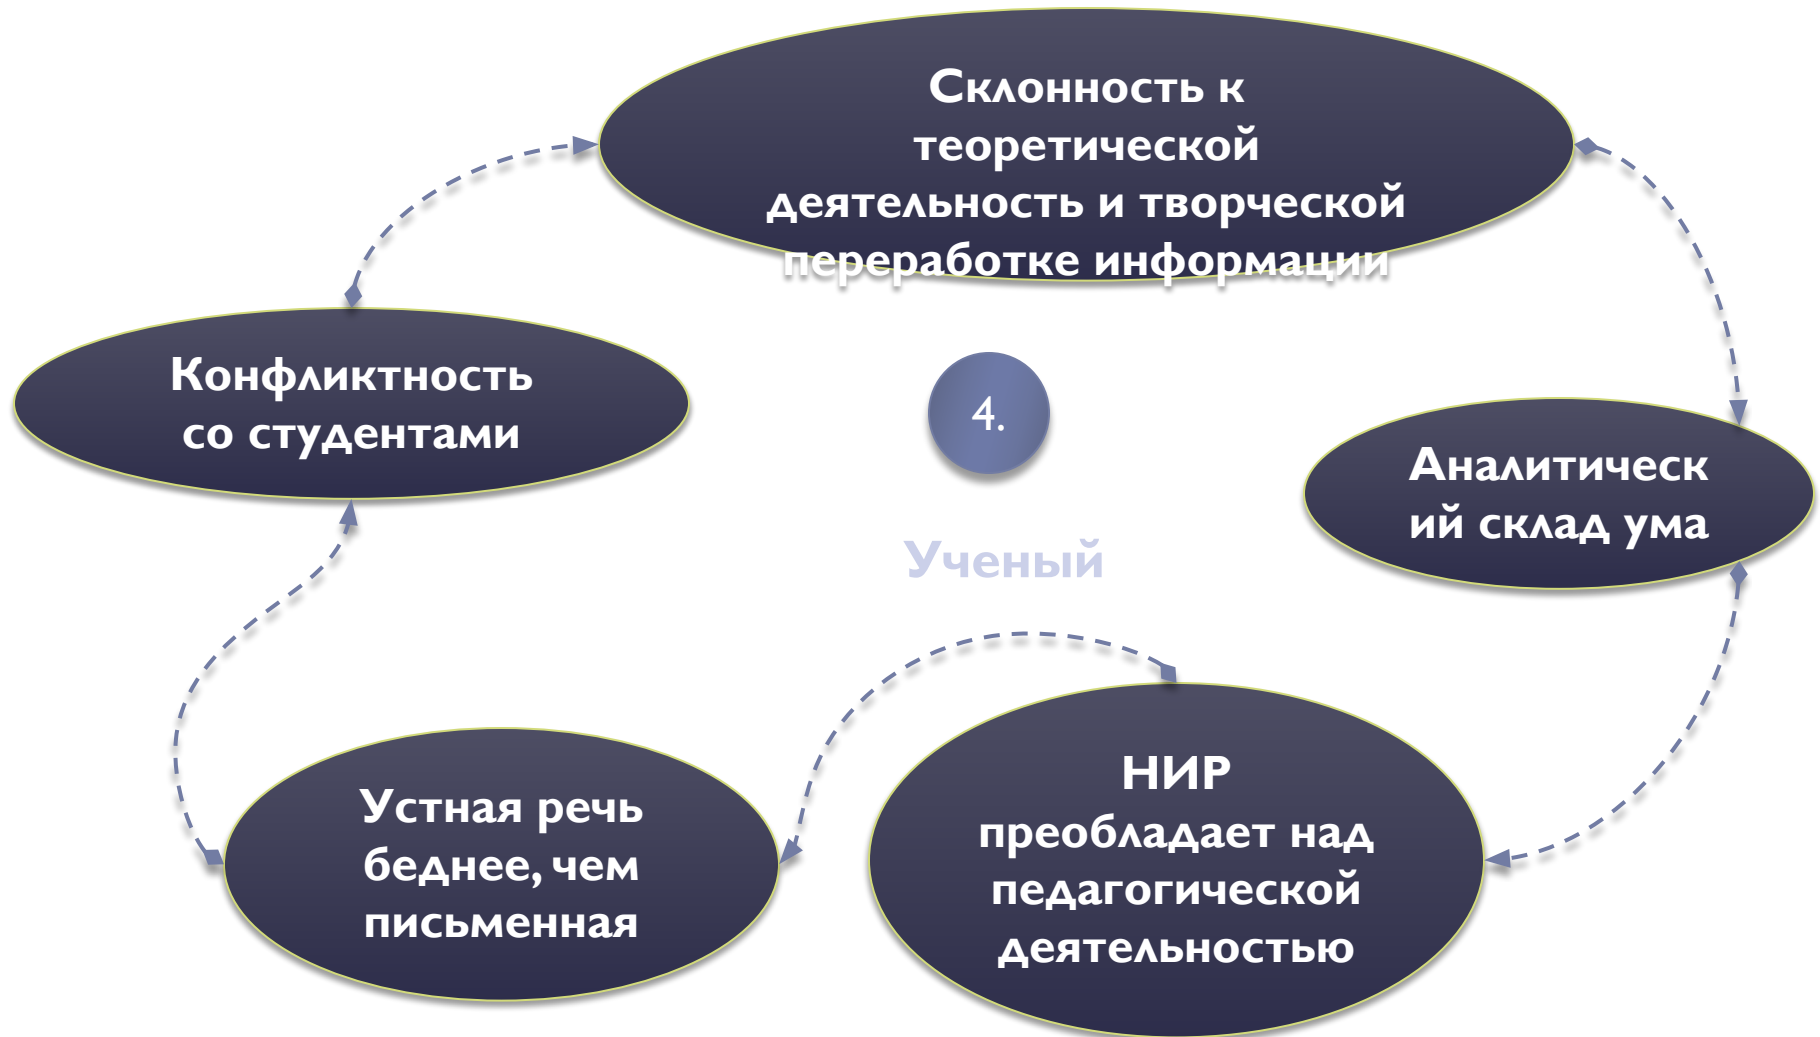 Склонность к
теоретической
деятельность и творческой
переработке информации
Конфликтность
со студентами
4.
Аналитическ
ий склад ума
Ученый
НИР
преобладает над
педагогической
деятельностью
Устная речь
беднее, чем
письменная